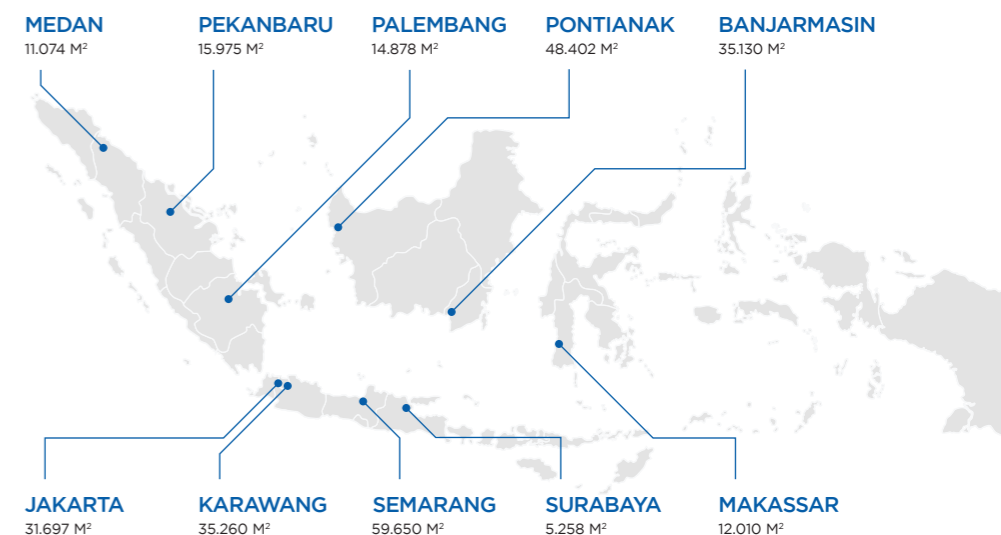 MEDAN
11.074 M²
PEKANBARU
15.975 M²
PALEMBANG
14.878 M²
PONTIANAK
48.402 M²
BANJARMASIN
35.130 M²
JAKARTA
31.697 M²
KARAWANG
35.260 M²
SEMARANG
59.650 M²
SURABAYA
5.258 M²
MAKASSAR
12.010 M²